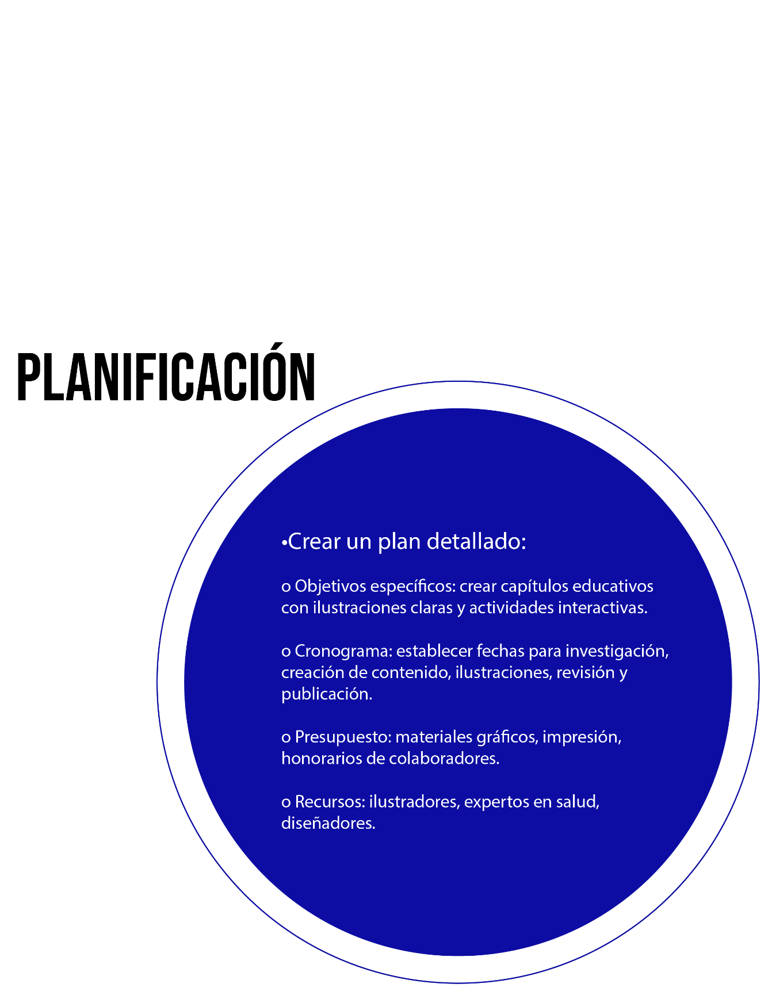 PLANIFICACIÓN
•Crear un plan detallado:
o Objetivos específicos: crear capítulos educativos
con ilustraciones claras y actividades interactivas.
o Cronograma: establecer fechas para investigación,
creación de contenido, ilustraciones, revisión y
publicación.
o Presupuesto: materiales gráficos, impresión,
honorarios de colaboradores.
o Recursos: ilustradores, expertos en salud,
diseñadores.